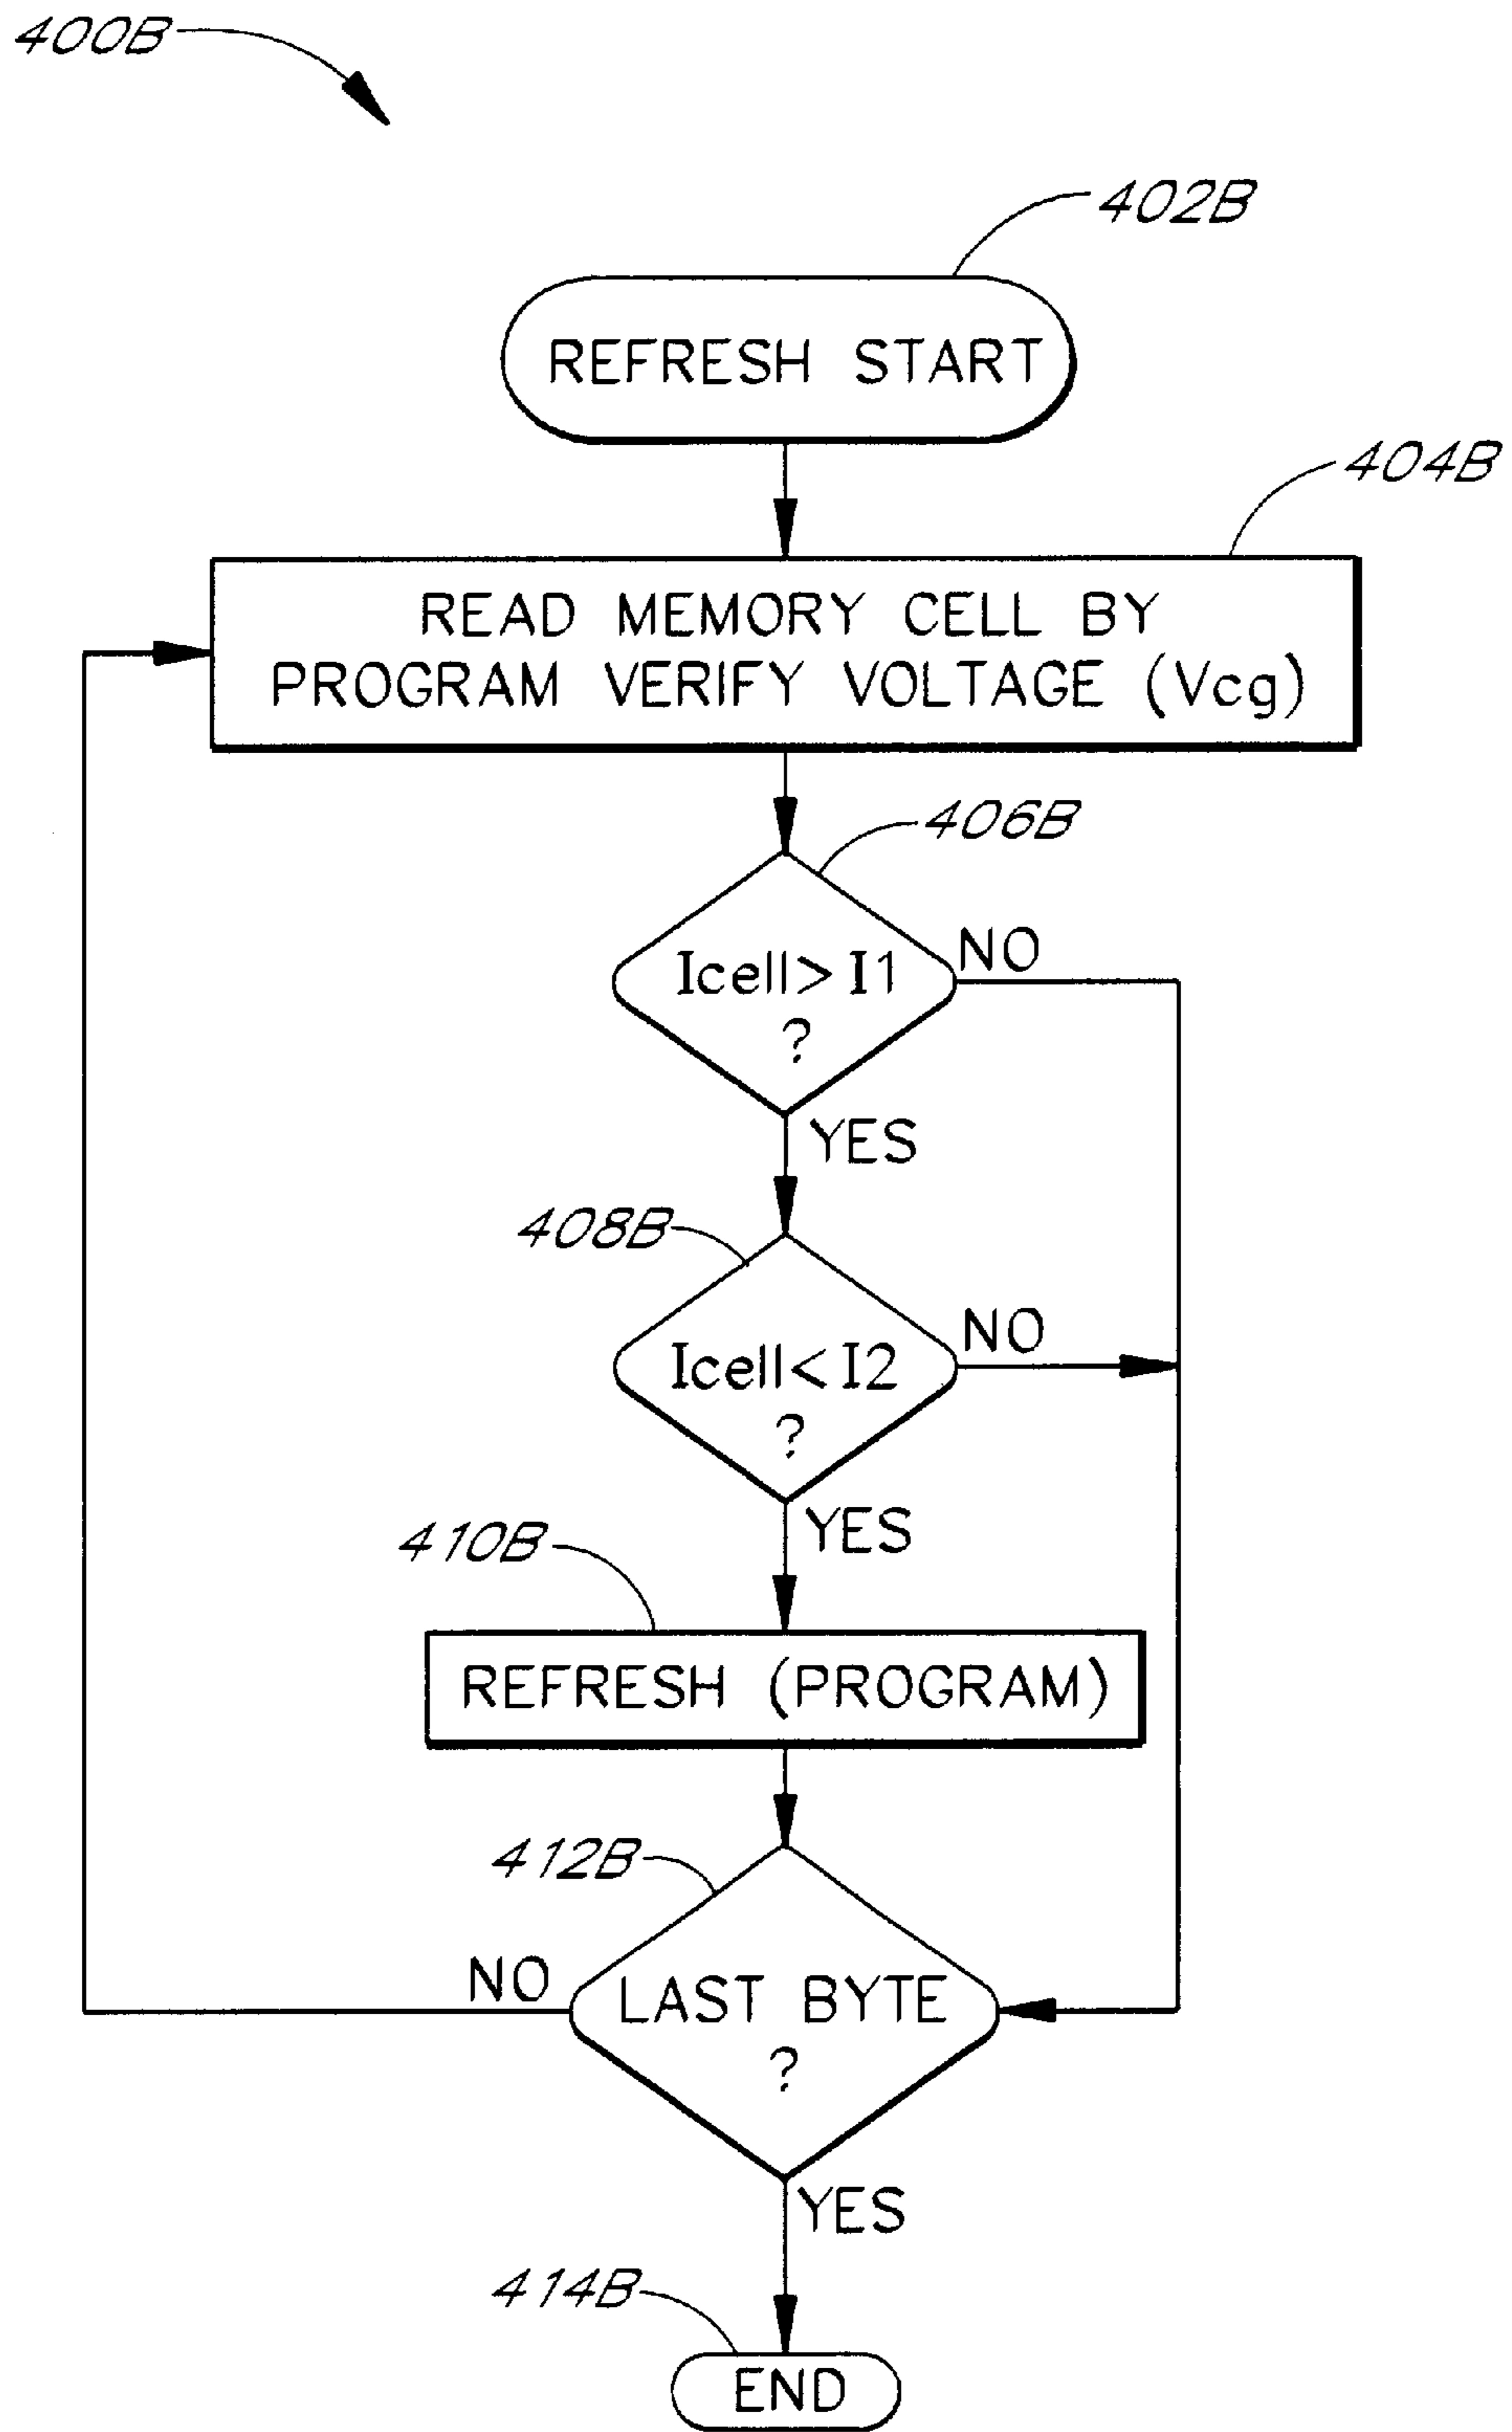 400B
402B
REFRESH START
404B
READ MEMORY CELL BY
PROGRAM VERIFY VOLTAGE (Vcg)
406B
Icell> I1
?
NO
YES
408B
Icell< I2
?
NO
YES
410B
REFRESH (PROGRAM)
412B
LAST BYTE
?
NO
YES
414B
END